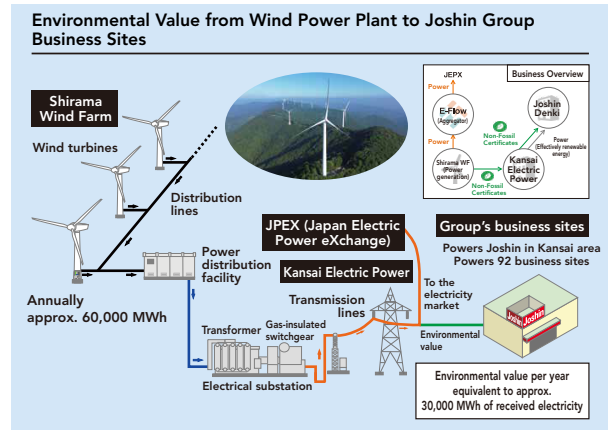 Environmental Value from Wind Power Plant to Joshin Group
Business Sites
Shirama
Wind Farm
Wind turbines
Distribution
lines
Annually
approx. 60,000 MWh
Power
distribution
facility
Transformer
Gas-insulated
switchgear
Electrical substation
JPEX (Japan Electric
Power eXchange)
Kansai Electric Power
Transmission
lines
To the
electricity
market
Environmental
value
Group's business sites
Powers Joshin in Kansai area
Powers 92 business sites
Joshin
Joshin
Environmental value per year
equivalent to approx.
30,000 MWh of received electricity
Business Overview
JEPX
Power
E-Flow
(Aggregator)
Power
Shirama WF
(Power
generation)
Non-Fossil
Certificates
Kansai
Electric
Power
Non-Fossil
Certificates
Joshin
Denki
Power
(Effectively renewable
energy)